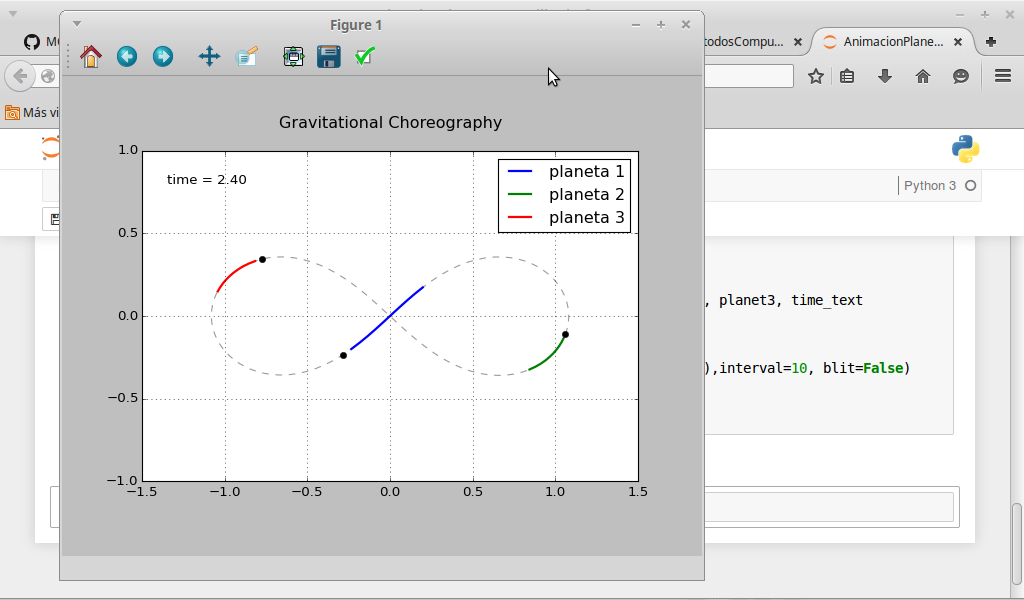 Figure 1
todosCompu...
AnimacionPlane...
Más vi
Gravitational Choreography
time = 2.40
planeta 1
planeta 2
planeta 3
1.0
0.5
0.0
−0.5
−1.0
−1.5
−1.0
−0.5
0.0
0.5
1.0
1.5
Python 3
, planet3, time_text
),interval=10, blit=False)